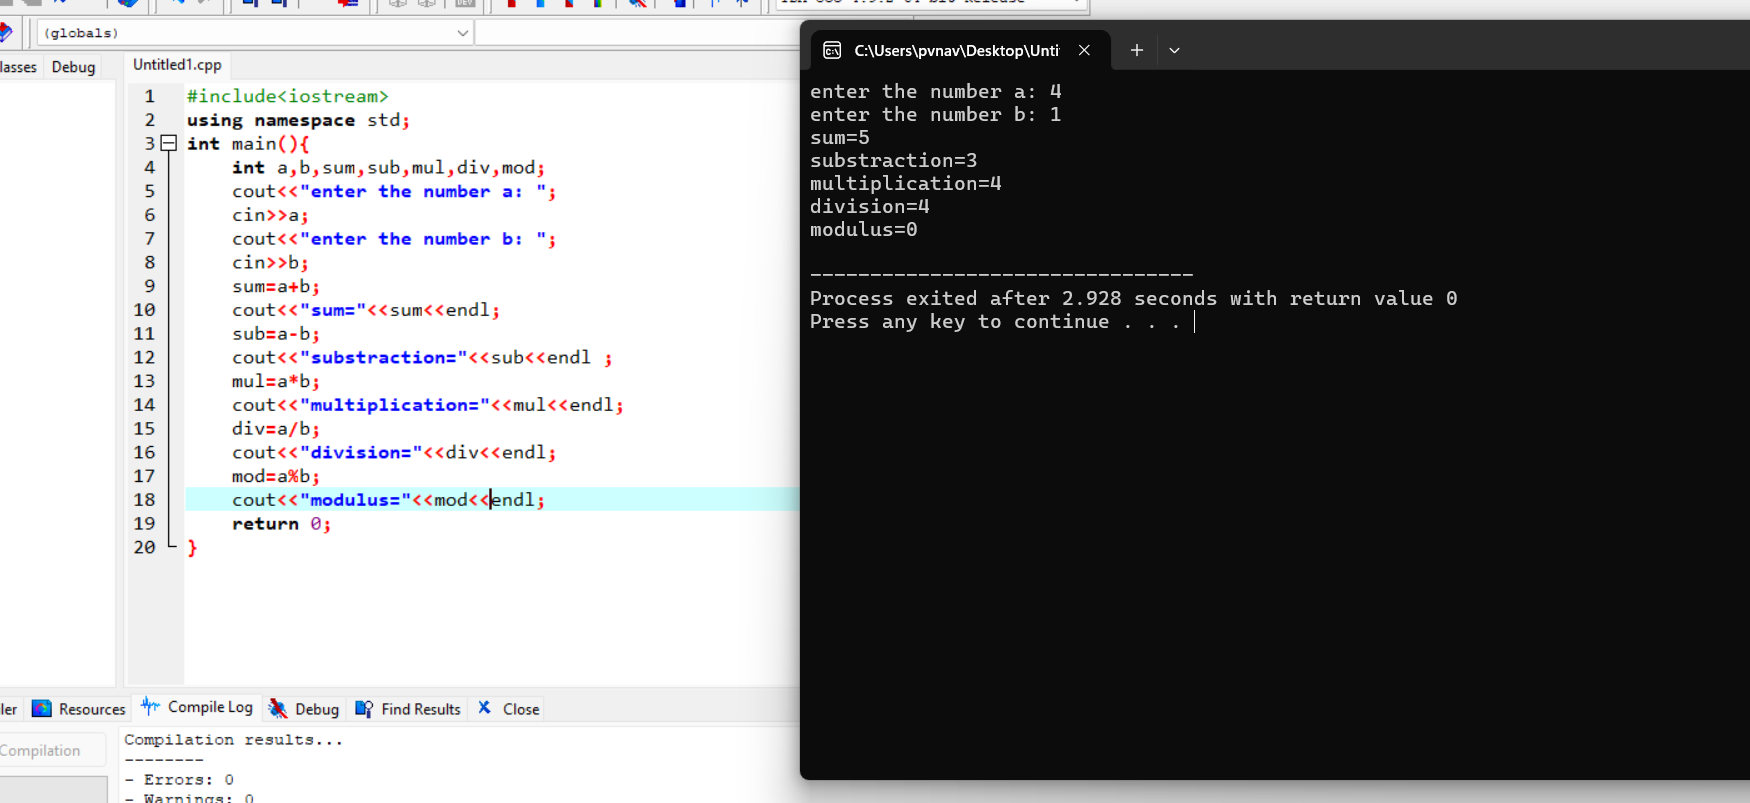 (globals)
lasses Debug
Untitled1.cpp
1 #include<iostream>
2 using namespace std;
3 int main(){
4 int a,b,sum,sub,mul,div,mod;
5 cout<<"enter the number a: ";
6 cin>>a;
7 cout<<"enter the number b: ";
8 cin>>b;
9 sum=a+b;
10 cout<<"sum="<<sum<<endl;
11 sub=a-b;
12 cout<<"substraction="<<sub<<endl ;
13 mul=a*b;
14 cout<<"multiplication="<<mul<<endl;
15 div=a/b;
16 cout<<"division="<<div<<endl;
17 mod=a%b;
18 cout<<"modulus="<<mod<<endl;
19 return 0;
20 }
ler Resources Compile Log Debug Find Results Close
Compilation
Compilation results...
--------
- Errors: 0
- Warnings: 0
C:\Users\pvnav\Desktop\Unti
enter the number a: 4
enter the number b: 1
sum=5
substraction=3
multiplication=4
division=4
modulus=0
--------------------------------
Process exited after 2.928 seconds with return value 0
Press any key to continue . . .